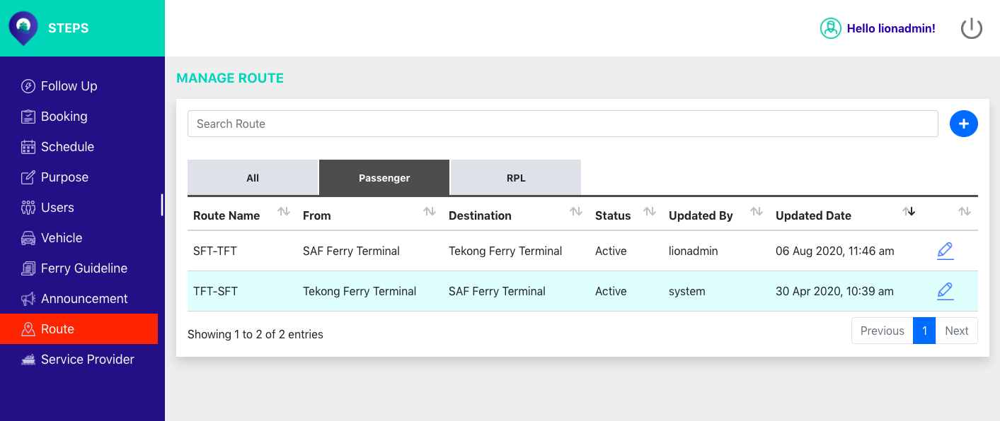 STEPS
Hello lionadmin!
Follow Up
Booking
Schedule
Purpose
Users
Vehicle
Ferry Guideline
Announcement
Route
Service Provider
MANAGE ROUTE
Search Route
All Passenger RPL
Route Name From Destination Status Updated By Updated Date
SFT-TFT SAF Ferry Terminal Tekong Ferry Terminal Active lionadmin 06 Aug 2020, 11:46 am
TFT-SFT Tekong Ferry Terminal SAF Ferry Terminal Active system 30 Apr 2020, 10:39 am
Showing 1 to 2 of 2 entries
Previous 1 Next